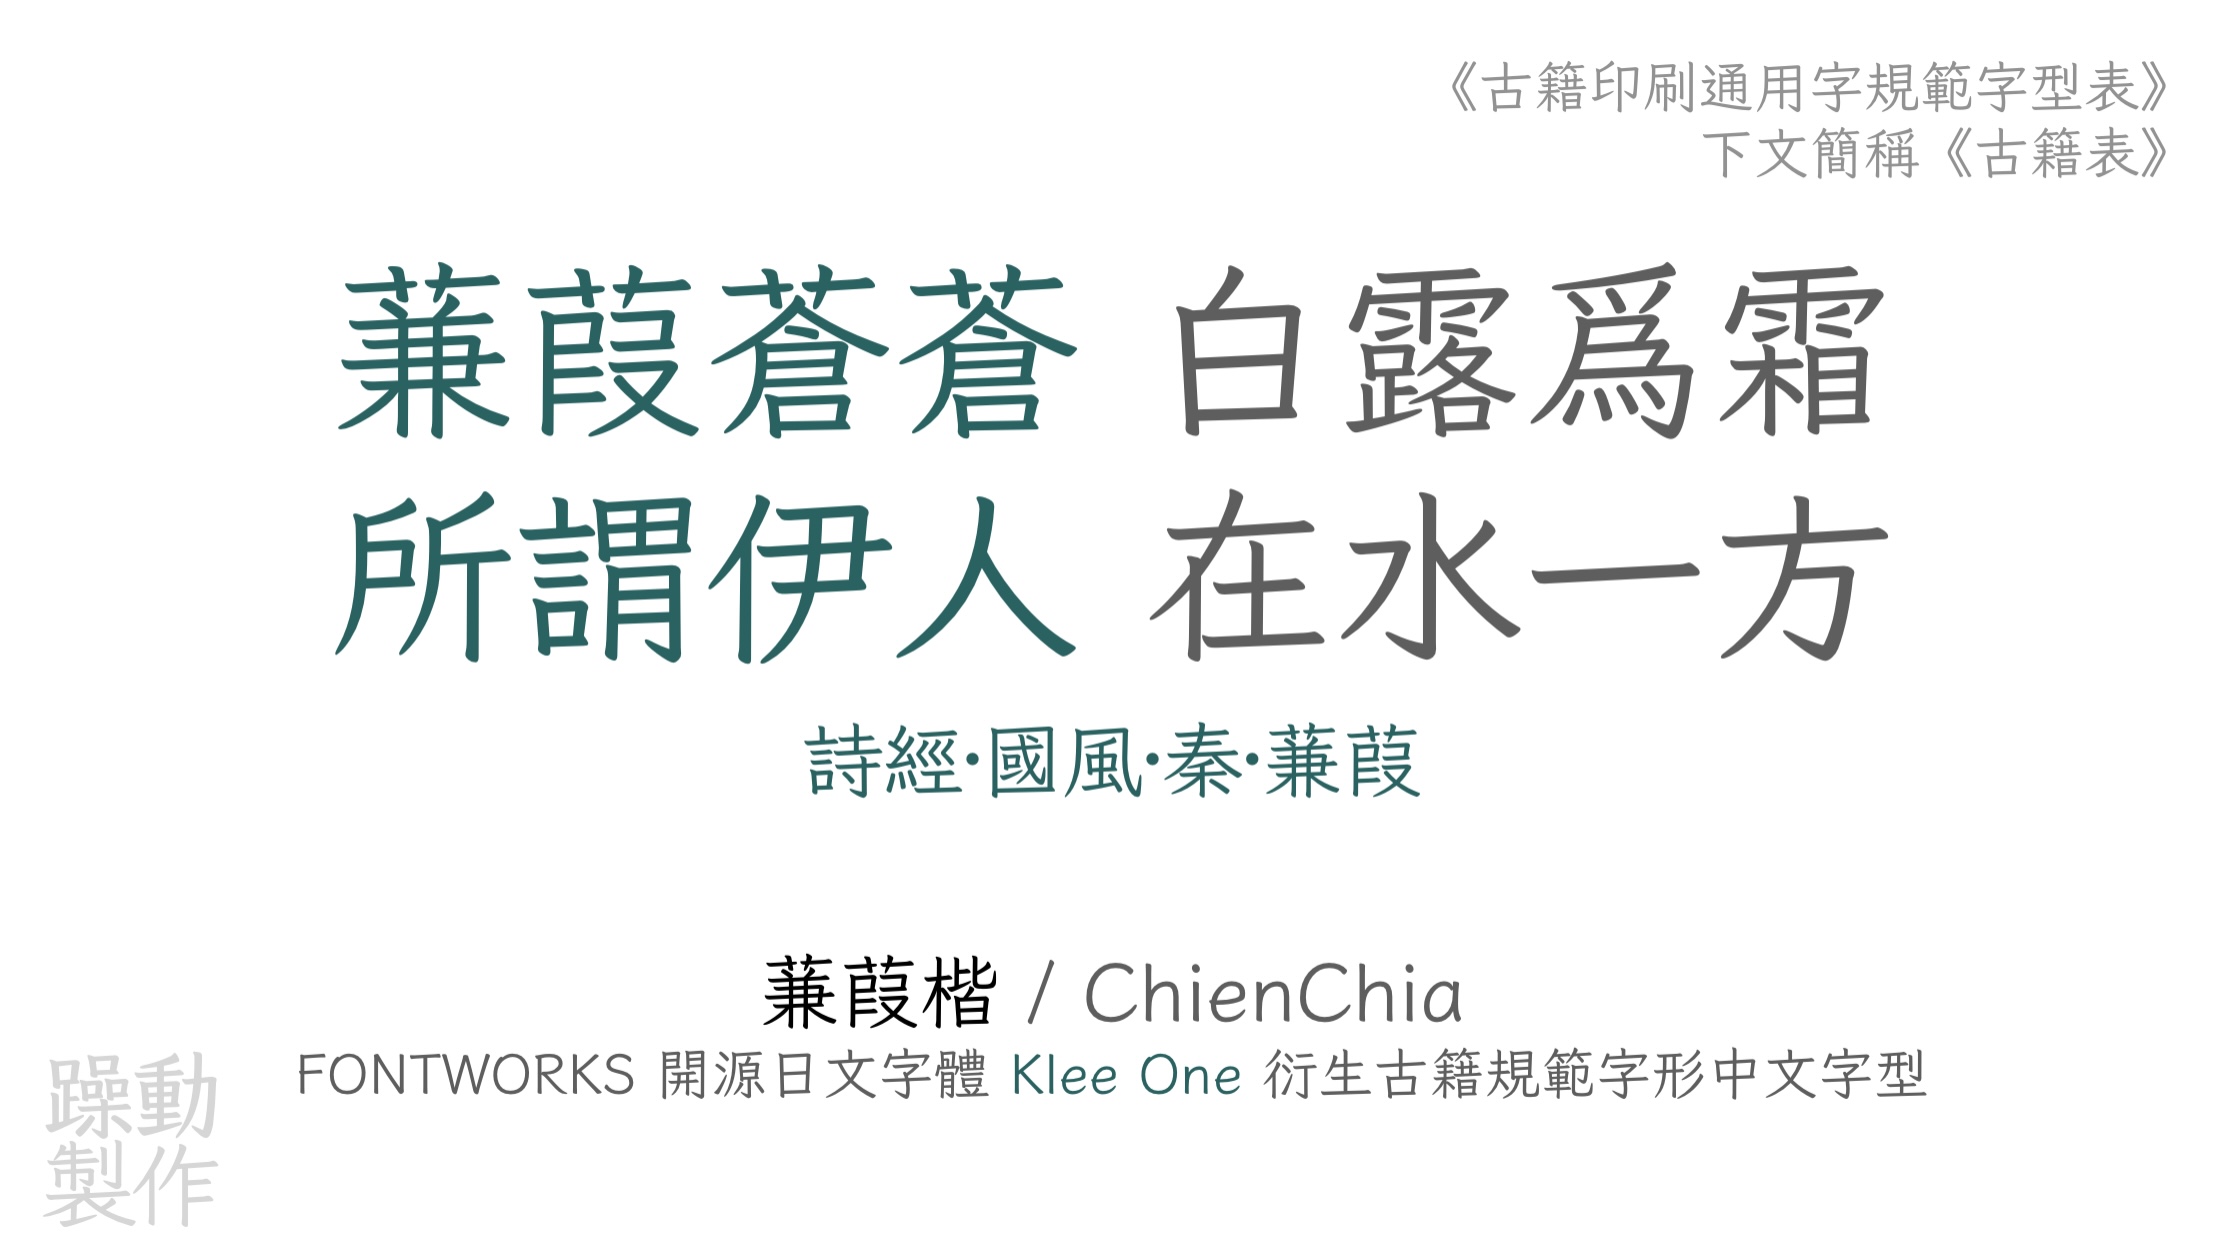 《古籍印刷通用字規範字型表》
下文簡稱《古籍表》
蒹葭蒼蒼 白露爲霜
所謂伊人 在水一方
詩經·國風·秦·蒹葭
蒹葭楷 / ChienChia
FONTWORKS 開源日文字體 Klee One 衍生古籍規範字形中文字型
躁動
製作